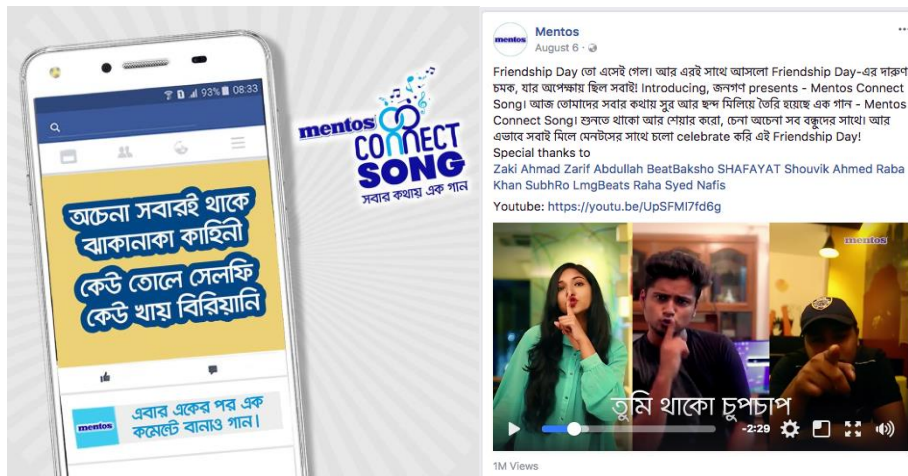 93% 08:33
অচেনা সবারই থাকে
ঝাকানাকা কাহিনী
কেউ তোলে সেলফি
কেউ খায় বিরিয়ানি
mentos
এবার একের পর এক
কমেন্টে বানাও গান।
mentos
CONNECT
SONG
সবার কথায় এক গান
mentos
Mentos
August 6
Friendship Day তো এসেই গেল। আর এরই সাথে আসলো Friendship Day-এর দারুণ
চমক, যার অপেক্ষায় ছিল সবাই! Introducing, জনগণ presents - Mentos Connect
Song। আজ তোমাদের সবার কথায় সুর আর ছন্দ মিলিয়ে তৈরি হয়েছে এক গান - Mentos
Connect Song। শুনতে থাকো আর শেয়ার করো, চেনা অচেনা সব বন্ধুদের সাথে। আর
এভাবে সবাই মিলে মেনটসের সাথে চলো celebrate করি এই Friendship Day!
Special thanks to
Zaki Ahmad Zarif Abdullah BeatBaksho SHAFAYAT Shouvik Ahmed Raba
Khan SubhRo LmgBeats Raha Syed Nafis
Youtube: https://youtu.be/UpSFMl7fd6g
mentos
তুমি থাকো চুপচাপ
-2:29
1M Views